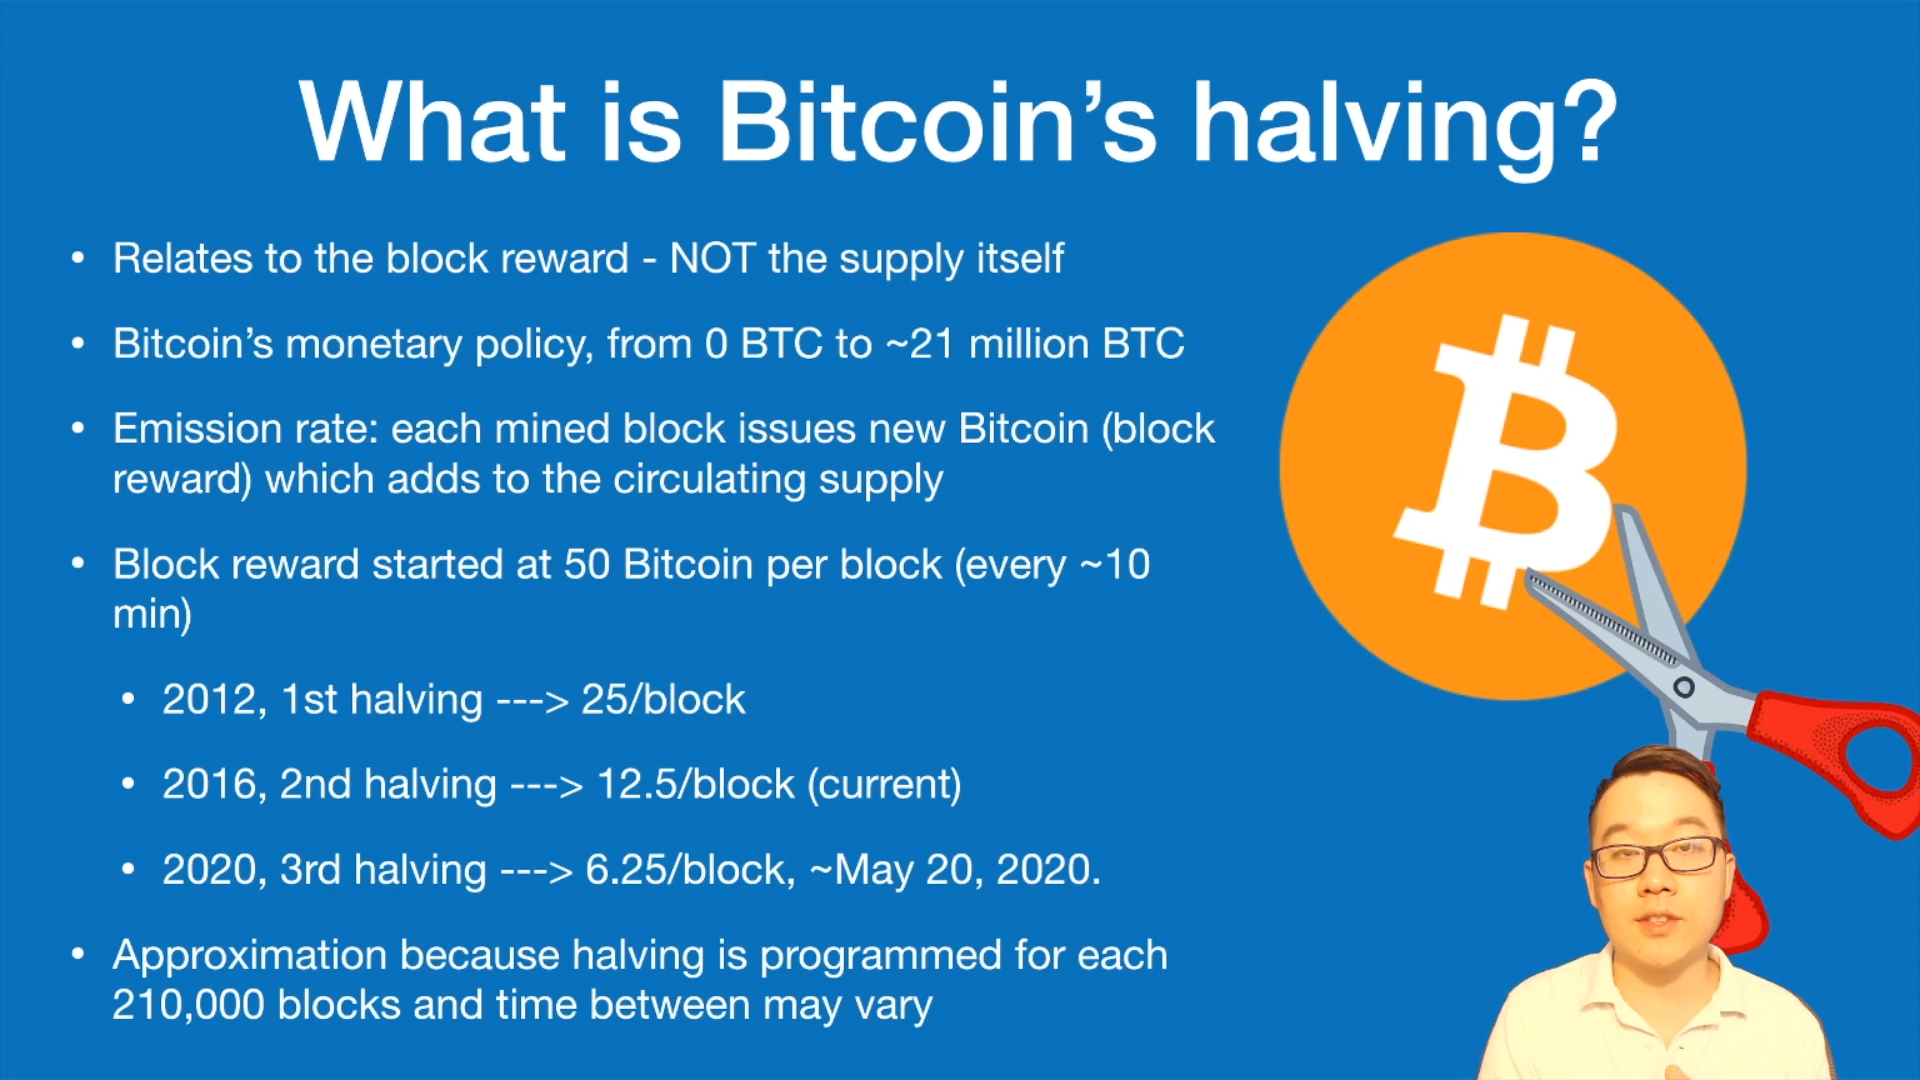 What is Bitcoin’s halving?
• Relates to the block reward - NOT the supply itself
• Bitcoin’s monetary policy, from 0 BTC to ~21 million BTC
• Emission rate: each mined block issues new Bitcoin (block
reward) which adds to the circulating supply
• Block reward started at 50 Bitcoin per block (every ~10
min)
• 2012, 1st halving ---> 25/block
• 2016, 2nd halving ---> 12.5/block (current)
• 2020, 3rd halving ---> 6.25/block, ~May 20, 2020.
• Approximation because halving is programmed for each
210,000 blocks and time between may vary